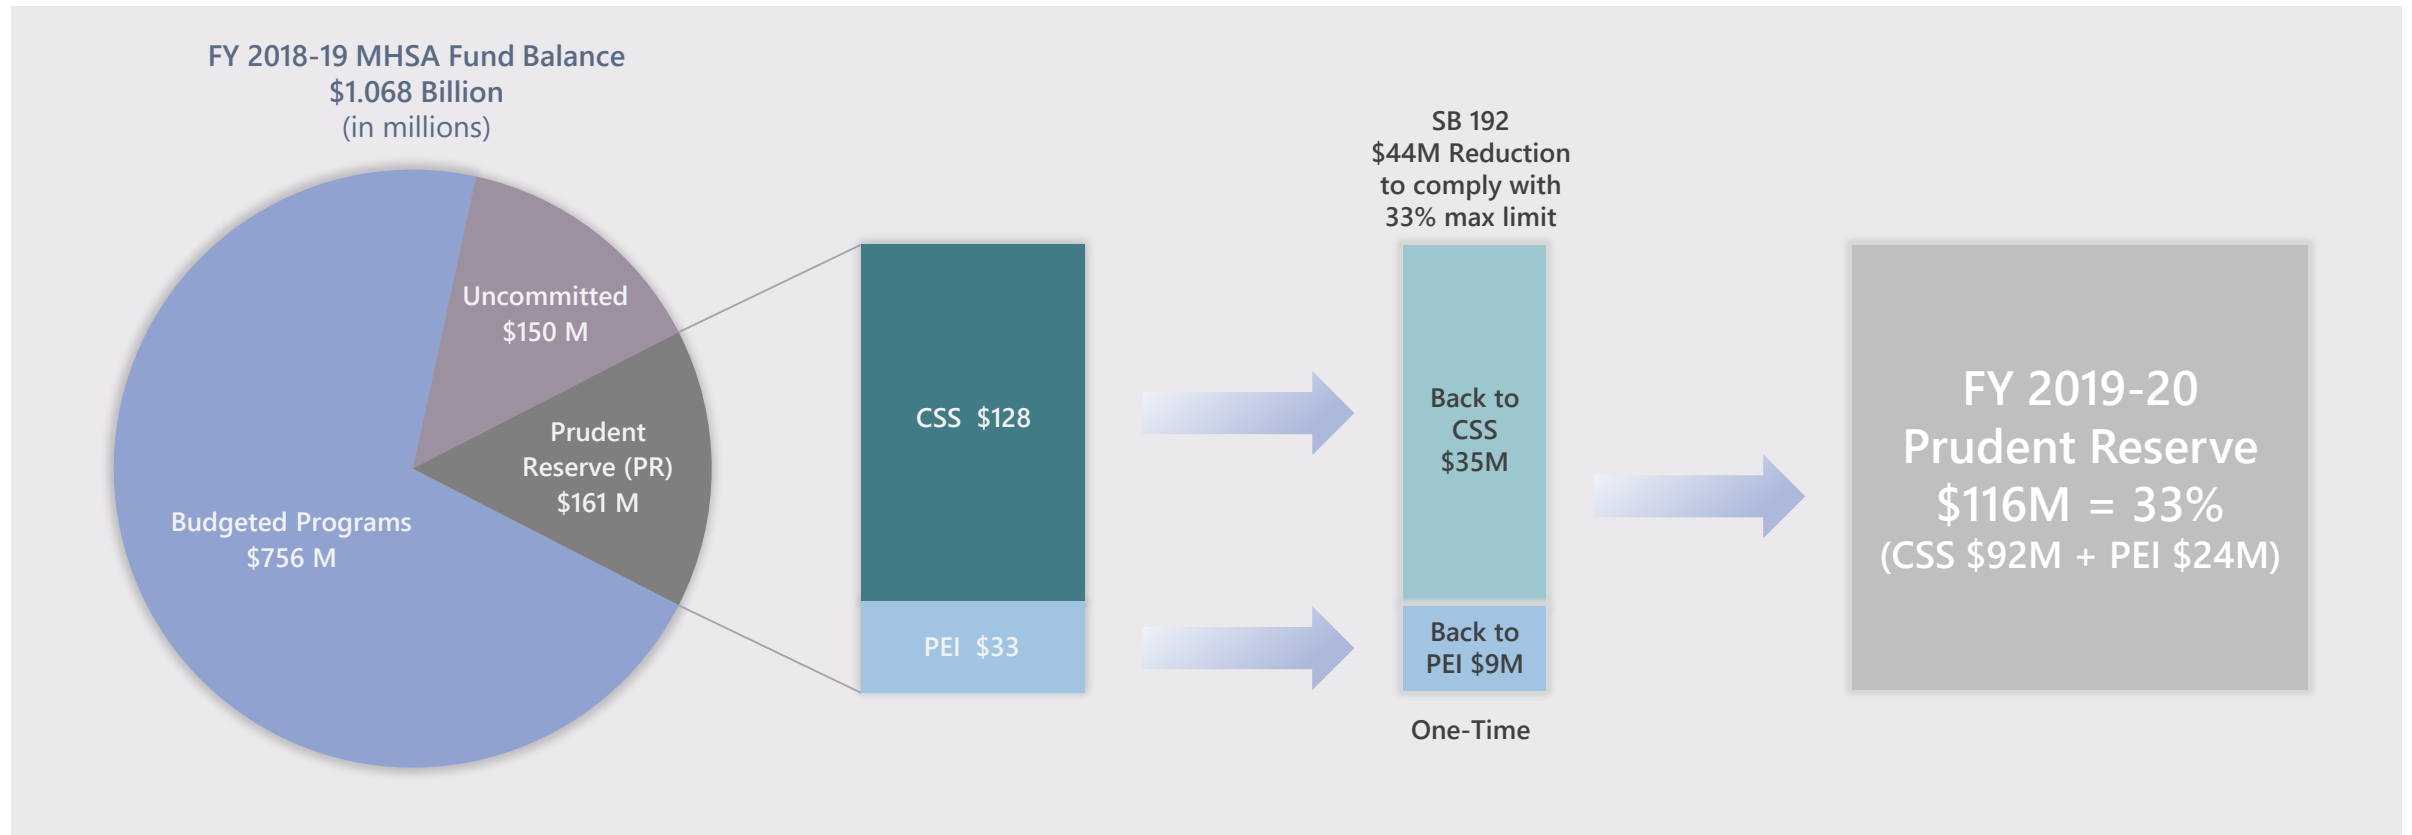 FY 2018-19 MHSA Fund Balance
$1.068 Billion
(in millions)
Uncommitted
$150 M
Prudent
Reserve (PR)
$161 M
Budgeted Programs
$756 M
CSS $128
PEI $33
SB 192
$44M Reduction
to comply with
33% max limit
Back to
CSS
$35M
Back to
PEI $9M
One-Time
FY 2019-20
Prudent Reserve
$116M = 33%
(CSS $92M + PEI $24M)